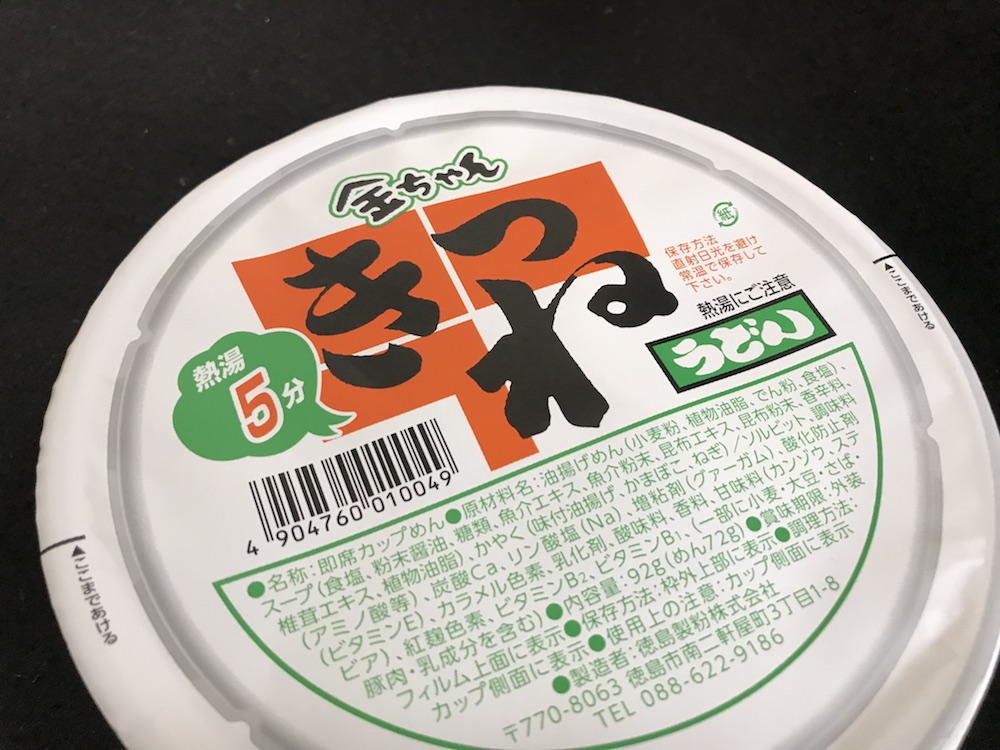 金ちゃん
きつね
紙
保存方法
直射日光を避け
常温で保存して
下さい。
熱湯にご注意
うどん
熱湯
5分
4 904760 010049
ここまであける
ここまであける
●名称:即席カップめん●原材料名:油揚げめん(小麦粉、植物油脂、でん粉、食塩)、
スープ(食塩、粉末醤油、糖類、魚介エキス、魚介粉末、昆布エキス、昆布粉末、香辛料、
椎茸エキス、植物油脂)、かやく(味付油揚げ、かまぼこ、ねぎ)/ソルビット、調味料
(アミノ酸等)、炭酸Ca、リン酸塩(Na)、増粘剤(グアーガム)、酸化防止剤
(ビタミンE)、カラメル色素、乳化剤、酸味料、香料、甘味料(カンゾウ、ステ
ビア)、紅麹色素、ビタミンB2、ビタミンB1、(一部に小麦・大豆・さば・
豚肉・乳成分を含む)●内容量:92g(めん72g)●賞味期限:外装
フィルム上面に表示●保存方法:枠外上部に表示●調理方法:
カップ側面に表示●使用上の注意:カップ側面に表示
●製造者:徳島製粉株式会社
〒770-8063 徳島市南二軒屋町3丁目1-8
TEL 088-622-9186